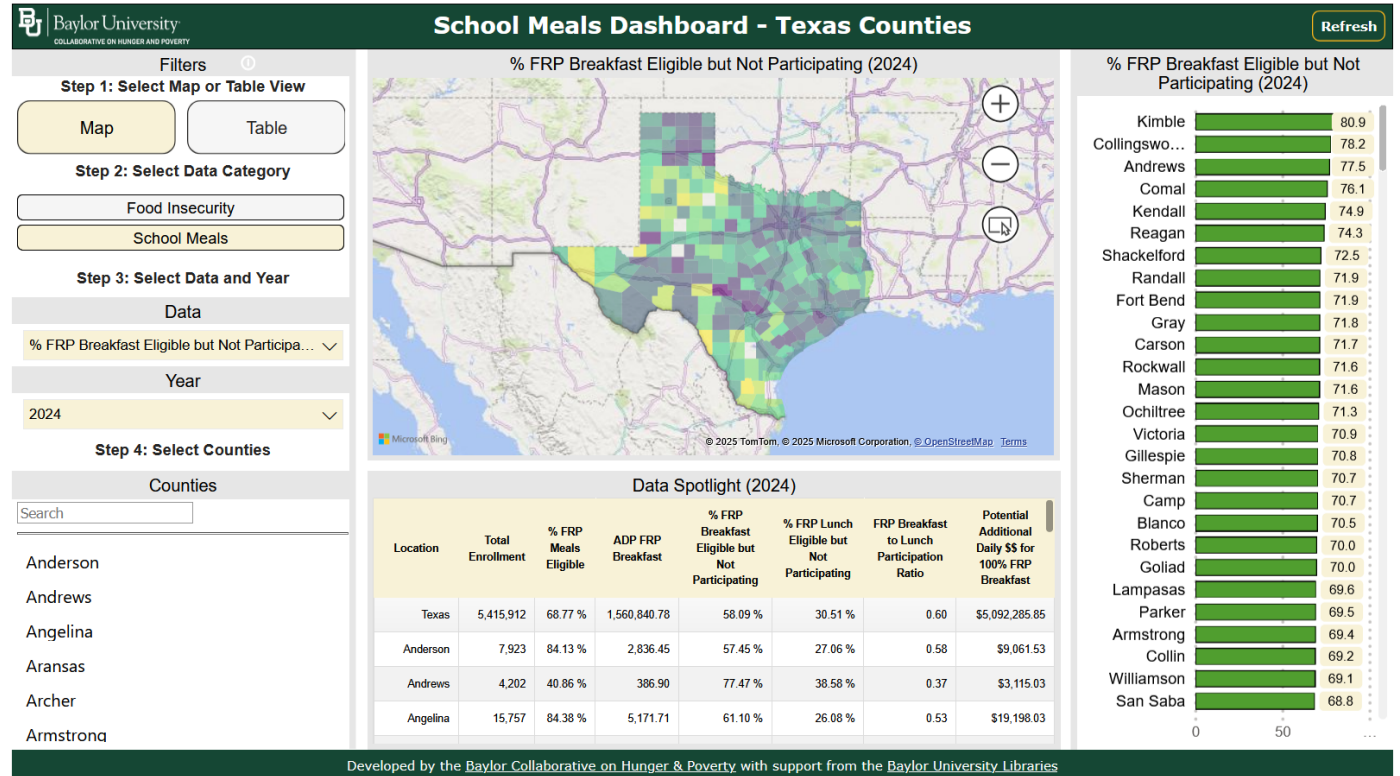 Baylor University
COLLABORATIVE ON HUNGER AND POVERTY
School Meals Dashboard - Texas Counties
Refresh
Filters
Step 1: Select Map or Table View
Map
Table
Step 2: Select Data Category
Food Insecurity
School Meals
Step 3: Select Data and Year
Data
% FRP Breakfast Eligible but Not Participa...
Year
2024
Step 4: Select Counties
Counties
Search
Anderson
Andrews
Angelina
Aransas
Archer
Armstrong
% FRP Breakfast Eligible but Not Participating (2024)
Microsoft Bing
© 2025 TomTom, © 2025 Microsoft Corporation, © OpenStreetMap Terms
Data Spotlight (2024)
Location
Total
Enrollment
% FRP
Meals
Eligible
ADP FRP
Breakfast
% FRP
Breakfast
Eligible but
Not
Participating
% FRP Lunch
Eligible but
Not
Participating
FRP Breakfast
to Lunch
Participation
Ratio
Potential
Additional
Daily $$ for
100% FRP
Breakfast
Texas 5,415,912 68.77 % 1,560,840.78 58.09 % 30.51 % 0.60 $5,092,285.85
Anderson 7,923 84.13 % 2,836.45 57.45 % 27.06 % 0.58 $9,061.53
Andrews 4,202 40.86 % 386.90 77.47 % 38.58 % 0.37 $3,115.03
Angelina 15,757 84.38 % 5,171.71 61.10 % 26.08 % 0.53 $19,198.03
% FRP Breakfast Eligible but Not
Participating (2024)
Kimble 80.9
Collingswo... 78.2
Andrews 77.5
Comal 76.1
Kendall 74.9
Reagan 74.3
Shackelford 72.5
Randall 71.9
Fort Bend 71.9
Gray 71.8
Carson 71.7
Rockwall 71.6
Mason 71.6
Ochiltree 71.3
Victoria 70.9
Gillespie 70.8
Sherman 70.7
Camp 70.7
Blanco 70.5
Roberts 70.0
Goliad 70.0
Lampasas 69.6
Parker 69.5
Armstrong 69.4
Collin 69.2
Williamson 69.1
San Saba 68.8
0 50 ...
Developed by the Baylor Collaborative on Hunger & Poverty with support from the Baylor University Libraries